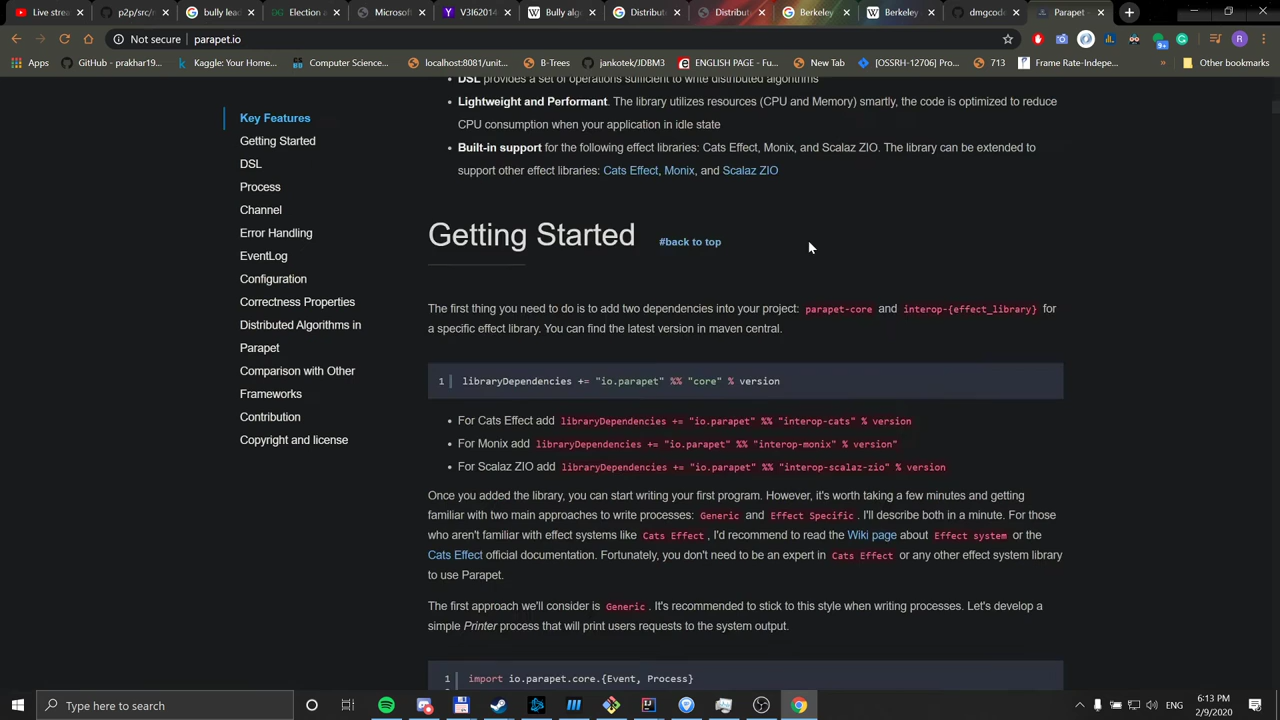 Live stream
p2p/src/
bully lead
Election a
Microsoft
V3I62014
Bully alg
Distribute
Distribute
Berkeley
Berkeley
dmgcode
Parapet -
Not secure
parapet.io
Apps
GitHub - prakhar19...
Kaggle: Your Home...
Computer Science...
localhost:8081/unit...
B-Trees
jankotek/JDBM3
ENGLISH PAGE - Fu...
New Tab
[OSSRH-12706] Pro...
713
Frame Rate-Indepe...
»
Other bookmarks
DSL provides a set of operations sufficient to write distributed algorithms
Lightweight and Performant. The library utilizes resources (CPU and Memory) smartly, the code is optimized to reduce
CPU consumption when your application in idle state
Built-in support for the following effect libraries: Cats Effect, Monix, and Scalaz ZIO. The library can be extended to
support other effect libraries: Cats Effect, Monix, and Scalaz ZIO
Key Features
Getting Started
DSL
Process
Channel
Error Handling
EventLog
Configuration
Correctness Properties
Distributed Algorithms in
Parapet
Comparison with Other
Frameworks
Contribution
Copyright and license
Getting Started #back to top
The first thing you need to do is to add two dependencies into your project: parapet-core and interop-{effect_library} for
a specific effect library. You can find the latest version in maven central.
1 libraryDependencies += "io.parapet" %% "core" % version
For Cats Effect add libraryDependencies += "io.parapet" %% "interop-cats" % version
For Monix add libraryDependencies += "io.parapet" %% "interop-monix" % version"
For Scalaz ZIO add libraryDependencies += "io.parapet" %% "interop-scalaz-zio" % version
Once you added the library, you can start writing your first program. However, it's worth taking a few minutes and getting
familiar with two main approaches to write processes: Generic and Effect Specific. I'll describe both in a minute. For those
who aren't familiar with effect systems like Cats Effect, I'd recommend to read the Wiki page about Effect system or the
Cats Effect official documentation. Fortunately, you don't need to be an expert in Cats Effect or any other effect system library
to use Parapet.
The first approach we'll consider is Generic. It's recommended to stick to this style when writing processes. Let's develop a
simple Printer process that will print users requests to the system output.
1 import io.parapet.core.{Event, Process}
Type here to search
ENG
6:13 PM
2/9/2020